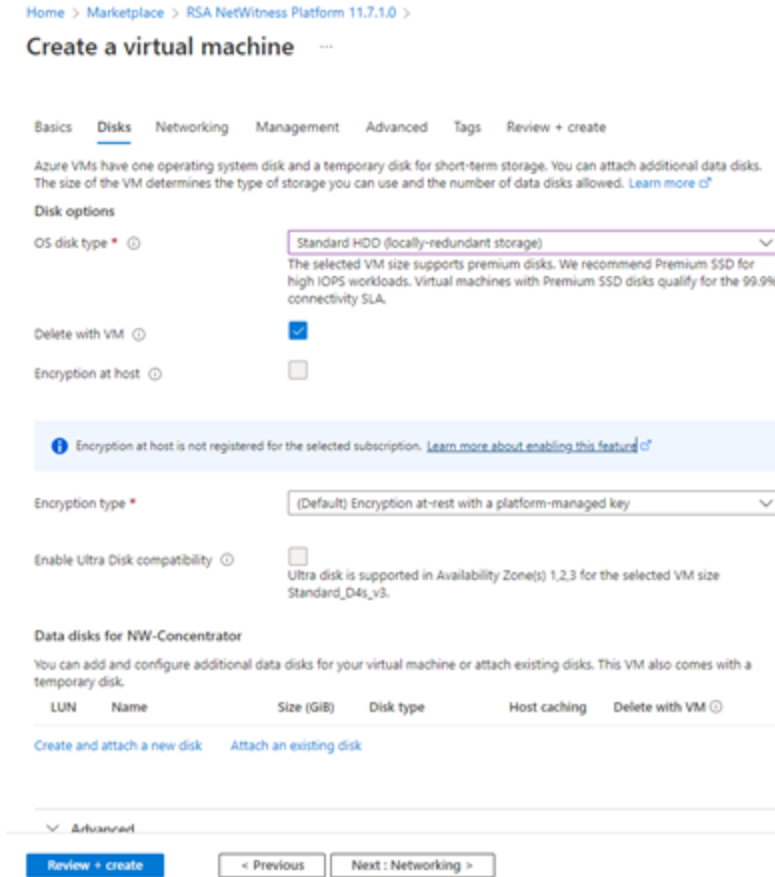 Home > Marketplace > RSA NetWitness Platform 11.7.1.0 >
Create a virtual machine ...
Basics Disks Networking Management Advanced Tags Review + create
Azure VMs have one operating system disk and a temporary disk for short-term storage. You can attach additional data disks.
The size of the VM determines the type of storage you can use and the number of data disks allowed. Learn more
Disk options
OS disk type * Standard HDD (locally-redundant storage)
The selected VM size supports premium disks. We recommend Premium SSD for
high IOPS workloads. Virtual machines with Premium SSD disks qualify for the 99.9%
connectivity SLA.
Delete with VM
Encryption at host
Encryption at host is not registered for the selected subscription. Learn more about enabling this feature
Encryption type * (Default) Encryption at-rest with a platform-managed key
Enable Ultra Disk compatibility
Ultra disk is supported in Availability Zone(s) 1,2,3 for the selected VM size
Standard_D4s_v3.
Data disks for NW-Concentrator
You can add and configure additional data disks for your virtual machine or attach existing disks. This VM also comes with a
temporary disk.
LUN Name Size (GiB) Disk type Host caching Delete with VM
Create and attach a new disk Attach an existing disk
Advanced
Review + create < Previous Next : Networking >